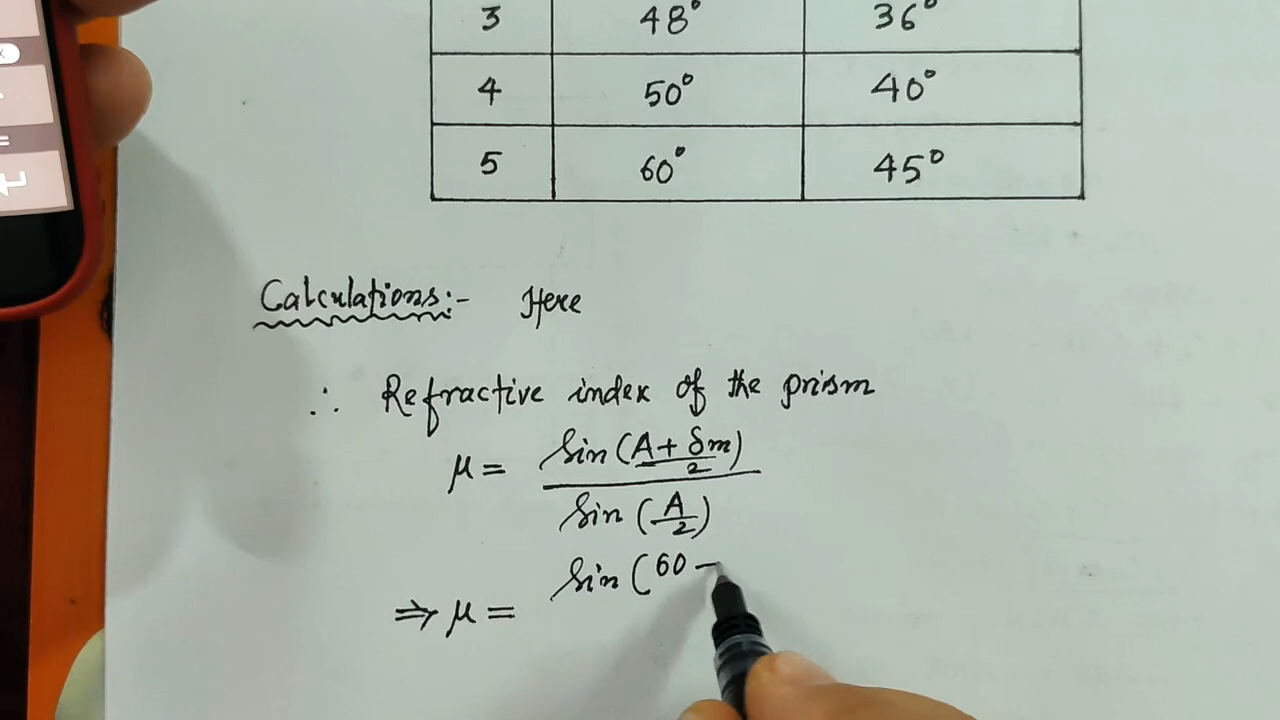 3 48° 36°
4 50° 40°
5 60° 45°
Calculations:- Here
∴ Refractive index of the prism
μ = sin (A + δm / 2) / sin (A/2)
⇒ μ = sin (60 –